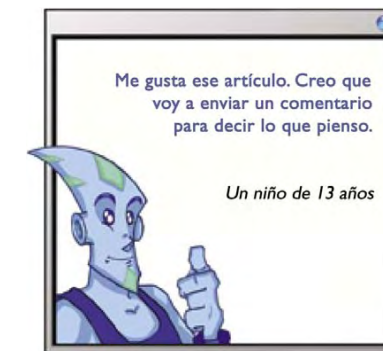 Me gusta ese artículo. Creo que
voy a enviar un comentario
para decir lo que pienso.
Un niño de 13 años